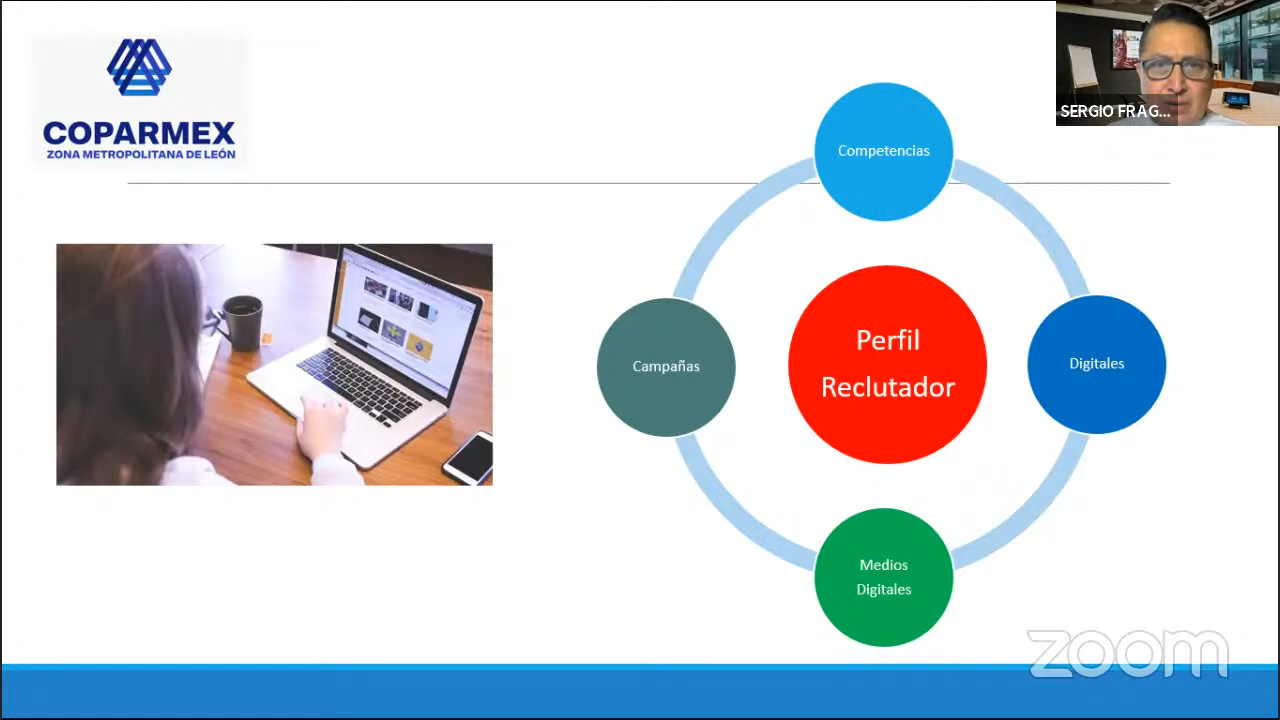 COPARMEX
ZONA METROPOLITANA DE LEÓN
SERGIO FRAG...
Competencias
Campañas
Perfil
Reclutador
Digitales
Medios
Digitales
zoom